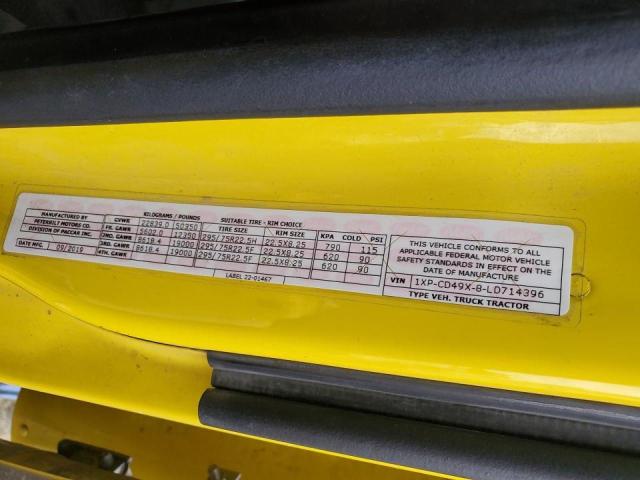 MANUFACTURED BY
PETERBILT MOTORS CO.
DIVISION OF PACCAR INC.
DATE MFG. 09/2019
KILOGRAMS / POUNDS SUITABLE TIRE - RIM CHOICE
GVWR 22839.0 50350 TIRE SIZE RIM SIZE KPA COLD PSI
FR. GAWR 5602.0 12350 295/75R22.5H 22.5X8.25 790 115
2ND. GAWR 8618.4 19000 295/75R22.5F 22.5X8.25 620 90
3RD. GAWR 8618.4 19000 295/75R22.5F 22.5X8.25 620 90
4TH. GAWR
LABEL 22-01467
THIS VEHICLE CONFORMS TO ALL
APPLICABLE FEDERAL MOTOR VEHICLE
SAFETY STANDARDS IN EFFECT ON THE
DATE OF MANUFACTURE
VIN 1XP-CD49X-8-LD714396
TYPE VEH. TRUCK TRACTOR